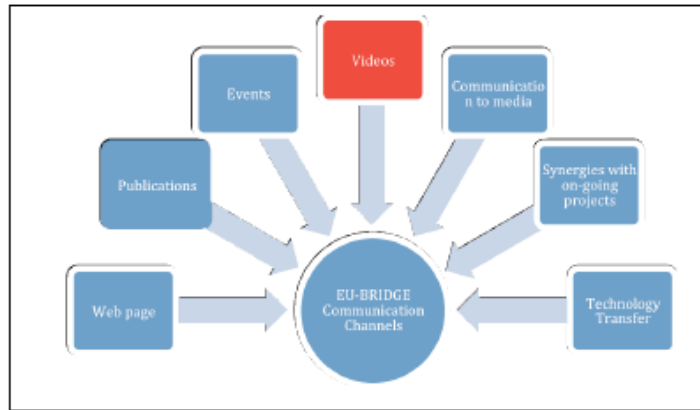 Videos
Events
Communicatio
n to media
Publications
Synergies with
on-going
projects
Web page
EU-BRIDGE
Communication
Channels
Technology
Transfer